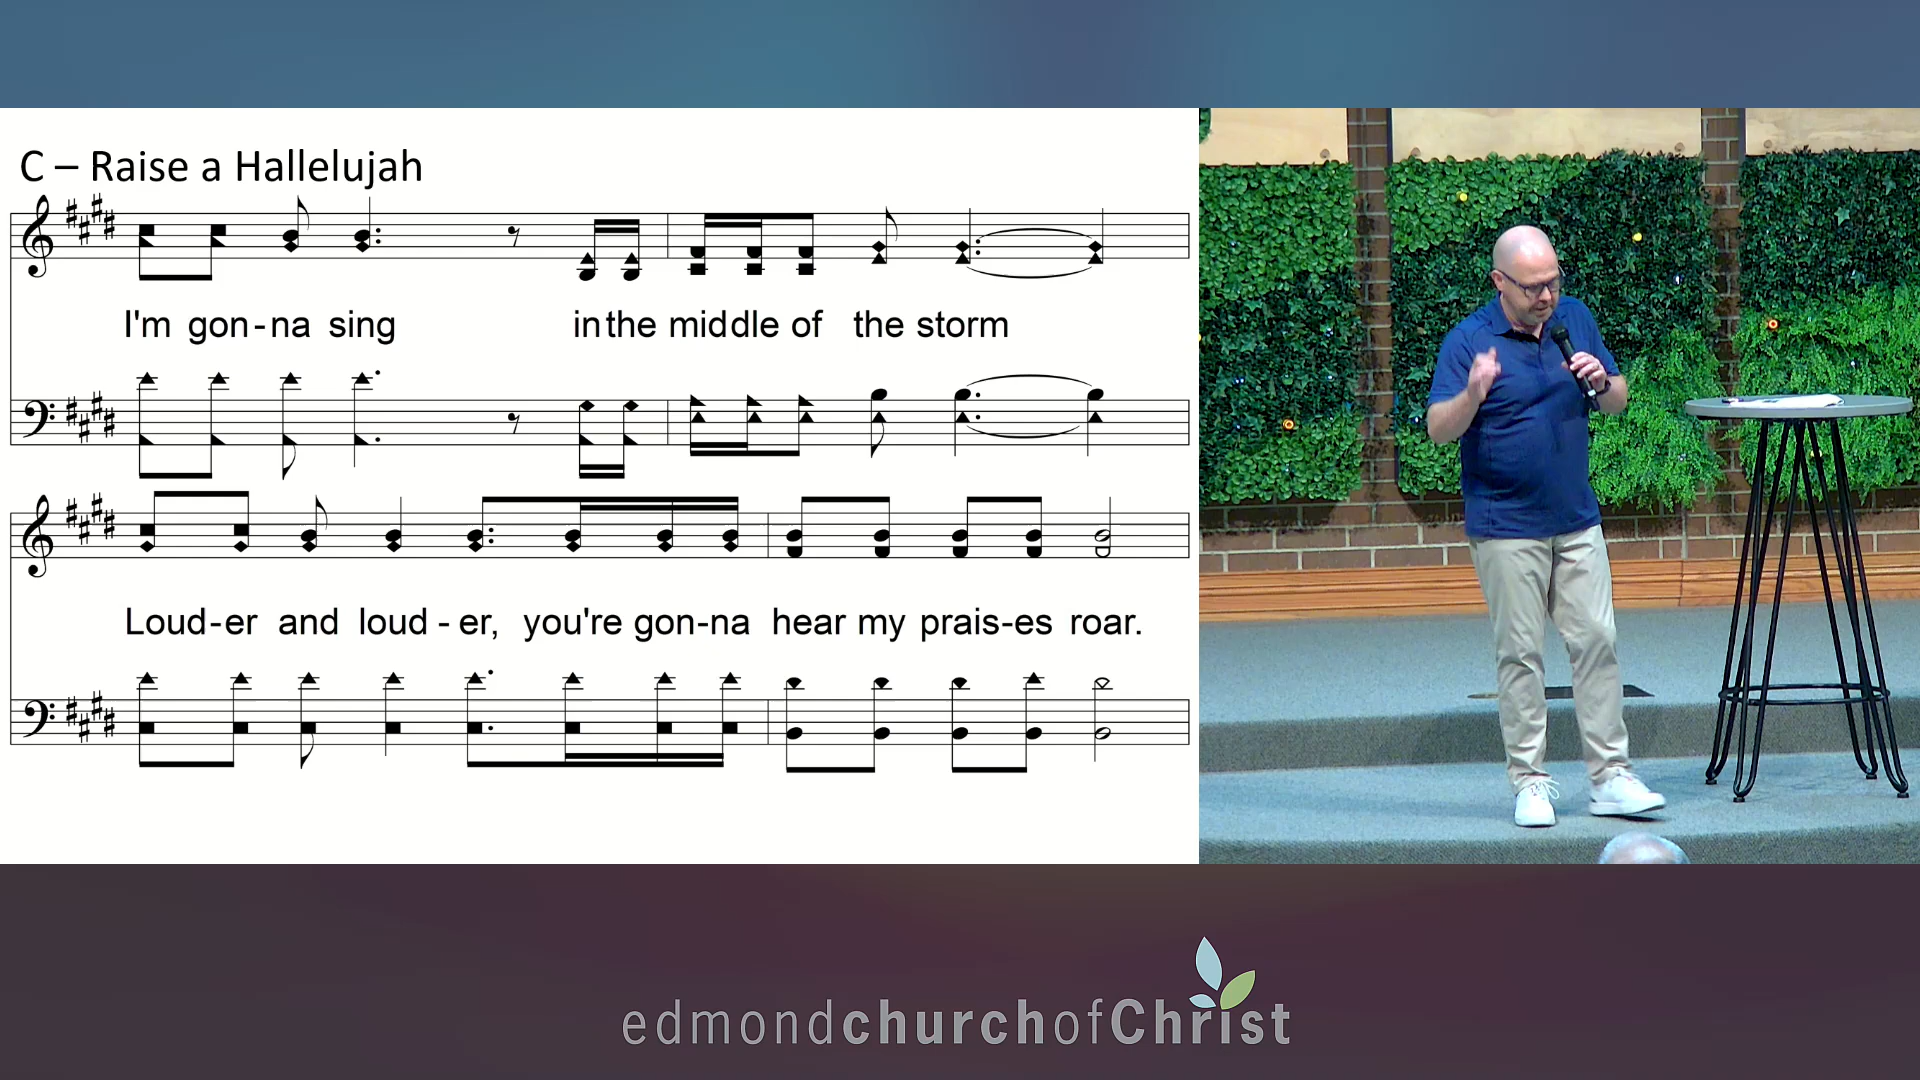 C – Raise a Hallelujah
I'm gon-na sing in the middle of the storm
Loud-er and loud - er, you're gon-na hear my prais-es roar.
edmondchurchofChrist